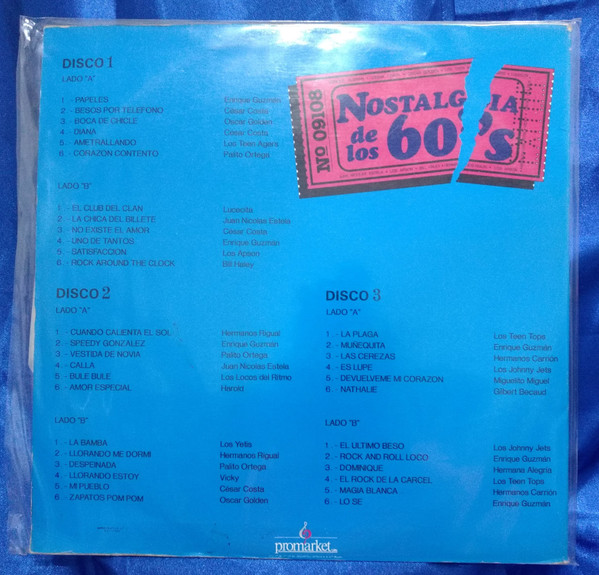 DISCO 1
LADO "A"
1.- PAPELES Enrique Guzmán
2.- BESOS POR TELEFONO César Costa
3.- BOCA DE CHICLE Oscar Golden
4.- DIANA César Costa
5.- AMETRALLANDO Los Teen Agers
6.- CORAZON CONTENTO Palito Ortega
LADO "B"
1.- EL CLUB DEL CLAN Lucecita
2.- LA CHICA DEL BILLETE Juan Nicolas Estela
3.- NO EXISTE EL AMOR César Costa
4.- UNO DE TANTOS Enrique Guzmán
5.- SATISFACCION Los Apson
6.- ROCK AROUND THE CLOCK Bill Haley
Nº 09108
NOSTALGIA
de
los 60's
DISCO 2
LADO "A"
1.- CUANDO CALIENTA EL SOL Hermanos Rigual
2.- SPEEDY GONZALEZ Enrique Guzmán
3.- VESTIDA DE NOVIA Palito Ortega
4.- CALLA Juan Nicolas Estela
5.- BULE BULE Los Locos del Ritmo
6.- AMOR ESPECIAL Harold
LADO "B"
1.- LA BAMBA Los Yetis
2.- LLORANDO ME DORMI Hermanos Rigual
3.- DESPEINADA Palito Ortega
4.- LLORANDO ESTOY Vicky
5.- MI PUEBLO César Costa
6.- ZAPATOS POM POM Oscar Golden
DISCO 3
LADO "A"
1.- LA PLAGA Los Teen Tops
2.- MUÑEQUITA Enrique Guzmán
3.- LAS CEREZAS Hermanos Carrión
4.- ES LUPE Los Johnny Jets
5.- DEVUELVEME MI CORAZON Miguelito Miguel
6.- NATHALIE Gilbert Becaud
LADO "B"
1.- EL ULTIMO BESO Los Johnny Jets
2.- ROCK AND ROLL LOCO Enrique Guzmán
3.- DOMINIQUE Hermana Alegría
4.- EL ROCK DE LA CARCEL Los Teen Tops
5.- MAGIA BLANCA Hermanos Carrión
6.- LO SE Enrique Guzmán
promarket